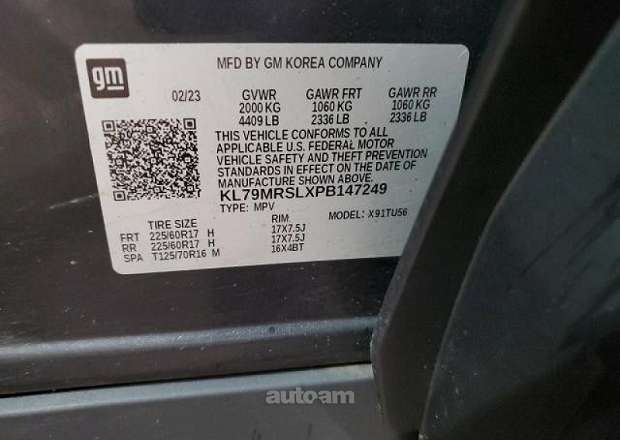 gm
MFD BY GM KOREA COMPANY
02/23 GVWR GAWR FRT GAWR RR
2000 KG 1060 KG 1060 KG
4409 LB 2336 LB 2336 LB
THIS VEHICLE CONFORMS TO ALL
APPLICABLE U.S. FEDERAL MOTOR
VEHICLE SAFETY AND THEFT PREVENTION
STANDARDS IN EFFECT ON THE DATE OF
MANUFACTURE SHOWN ABOVE.
KL79MRSLXPB147249
TYPE: MPV MODEL: X91TU56
TIRE SIZE RIM
FRT 225/60R17 H 17X7.5J
RR 225/60R17 H 17X7.5J
SPA T125/70R16 M 16X4BT
autoam